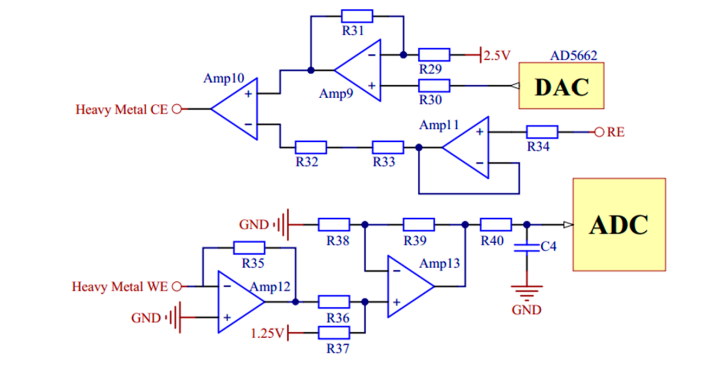 R31
2.5V
AD5662
R29
Amp10
DAC
Amp9
R30
Heavy Metal CE
Amp11
RE
R34
R32
R33
GND
R38
R39
R40
ADC
C4
R35
Amp13
Heavy Metal WE
Amp12
GND
R36
GND
1.25V
R37